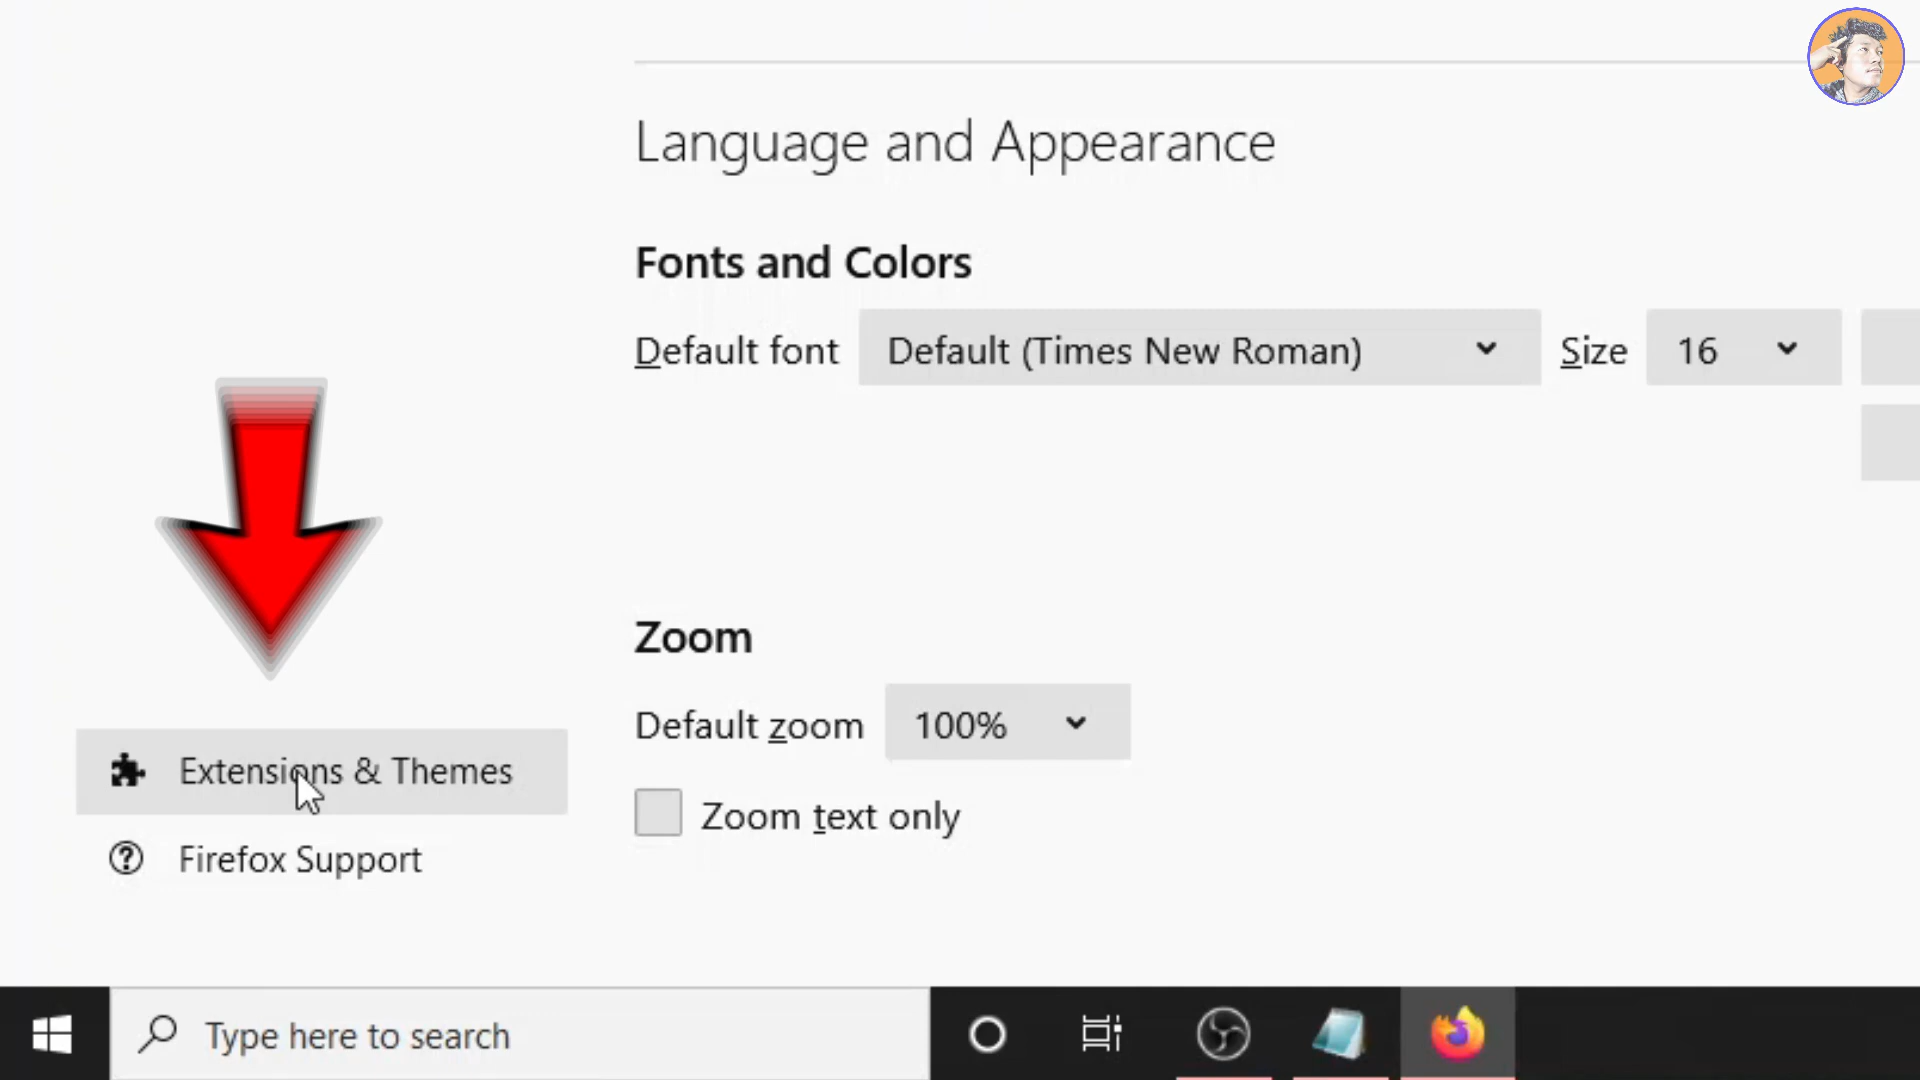 Language and Appearance
Fonts and Colors
Default font Default (Times New Roman) Size 16
Zoom
Default zoom 100%
Zoom text only
Extensions & Themes
Firefox Support
Type here to search